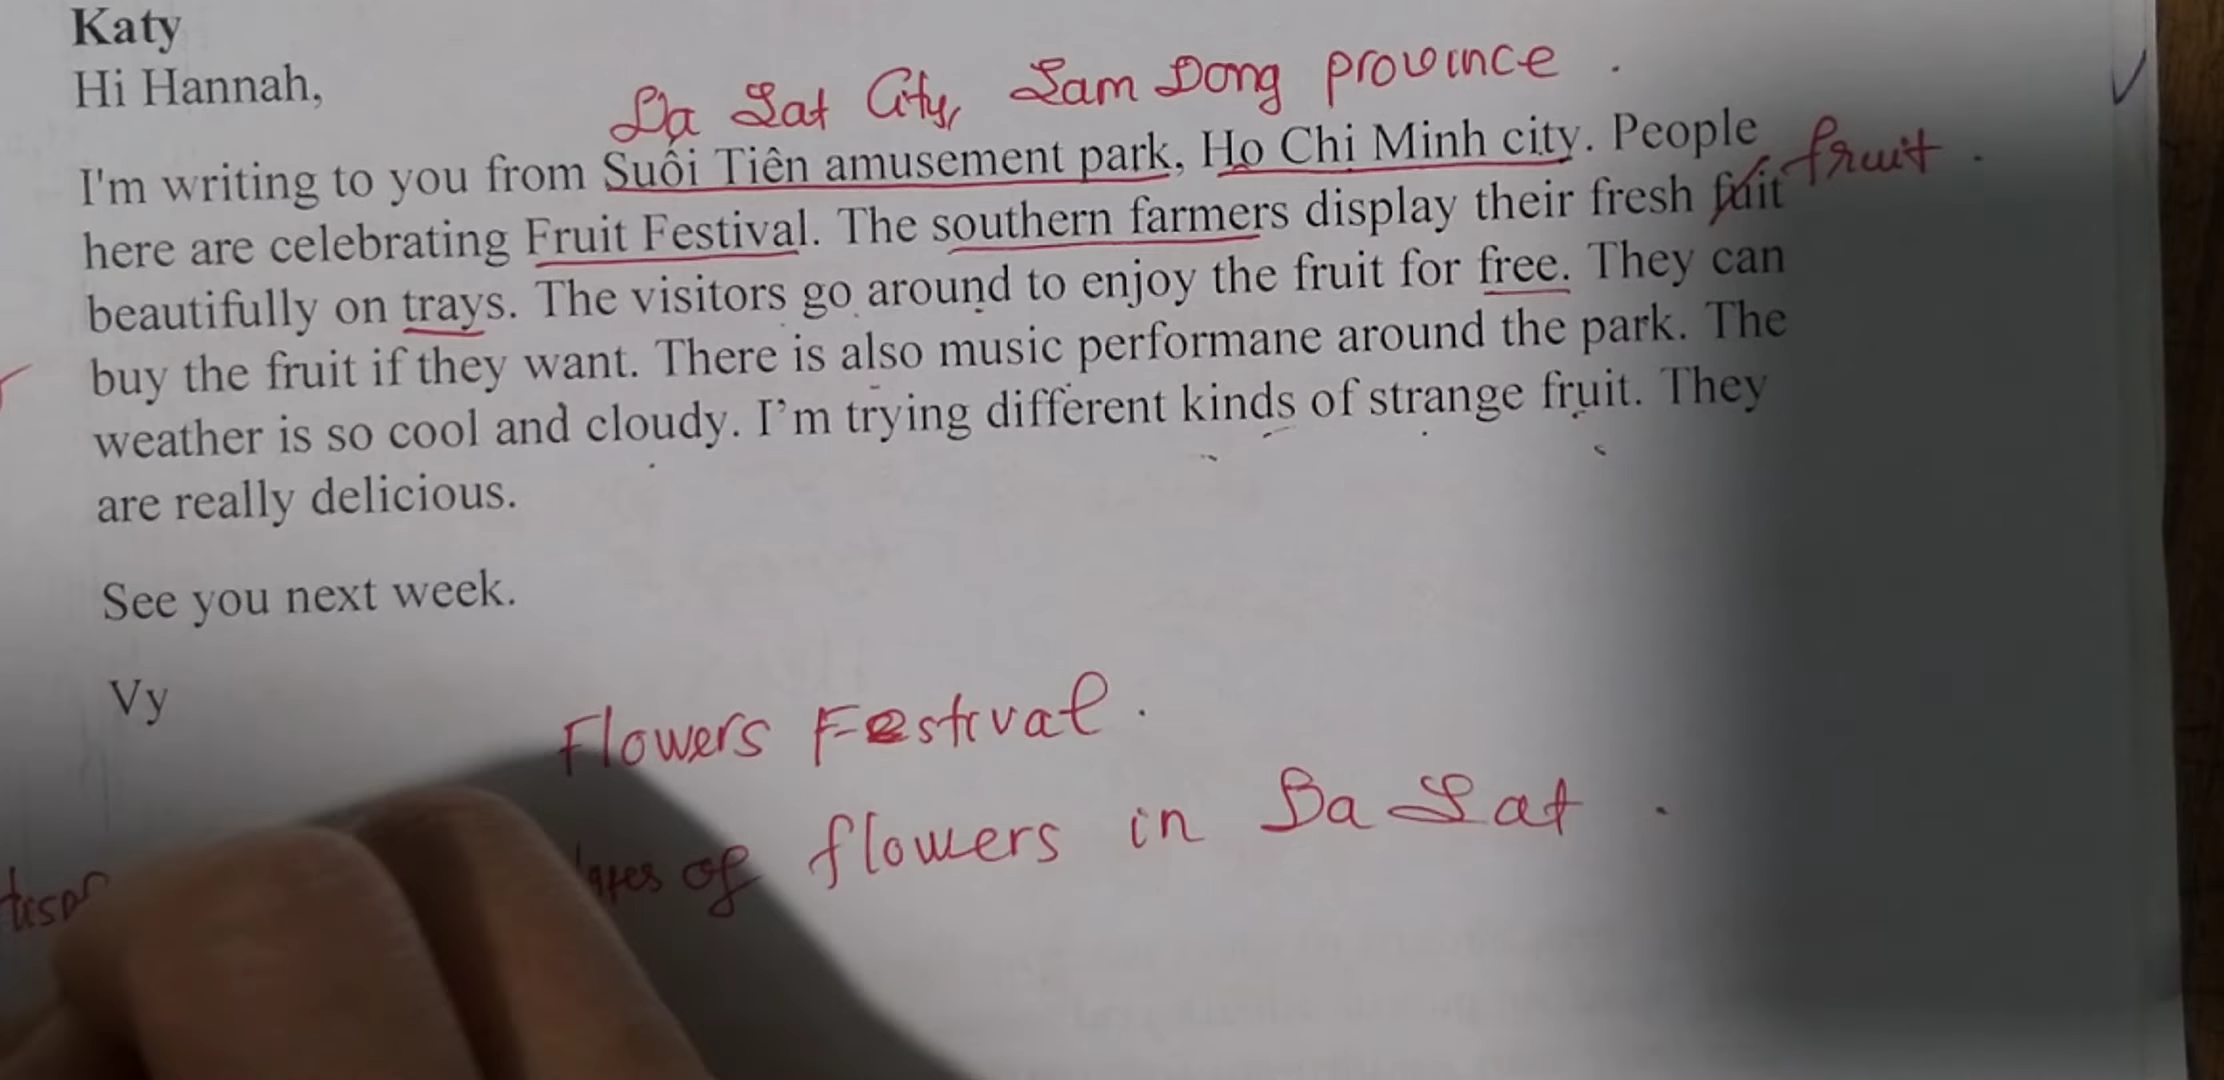 Katy
Hi Hannah,
Da Lat City, Lam Dong province.
I'm writing to you from Suối Tiên amusement park, Ho Chi Minh city. People
here are celebrating Fruit Festival. The southern farmers display their fresh fuit fruit.
beautifully on trays. The visitors go around to enjoy the fruit for free. They can
buy the fruit if they want. There is also music performane around the park. The
weather is so cool and cloudy. I'm trying different kinds of strange fruit. They
are really delicious.
See you next week.
Vy
Flowers Festival.
of flowers in Da Lat.